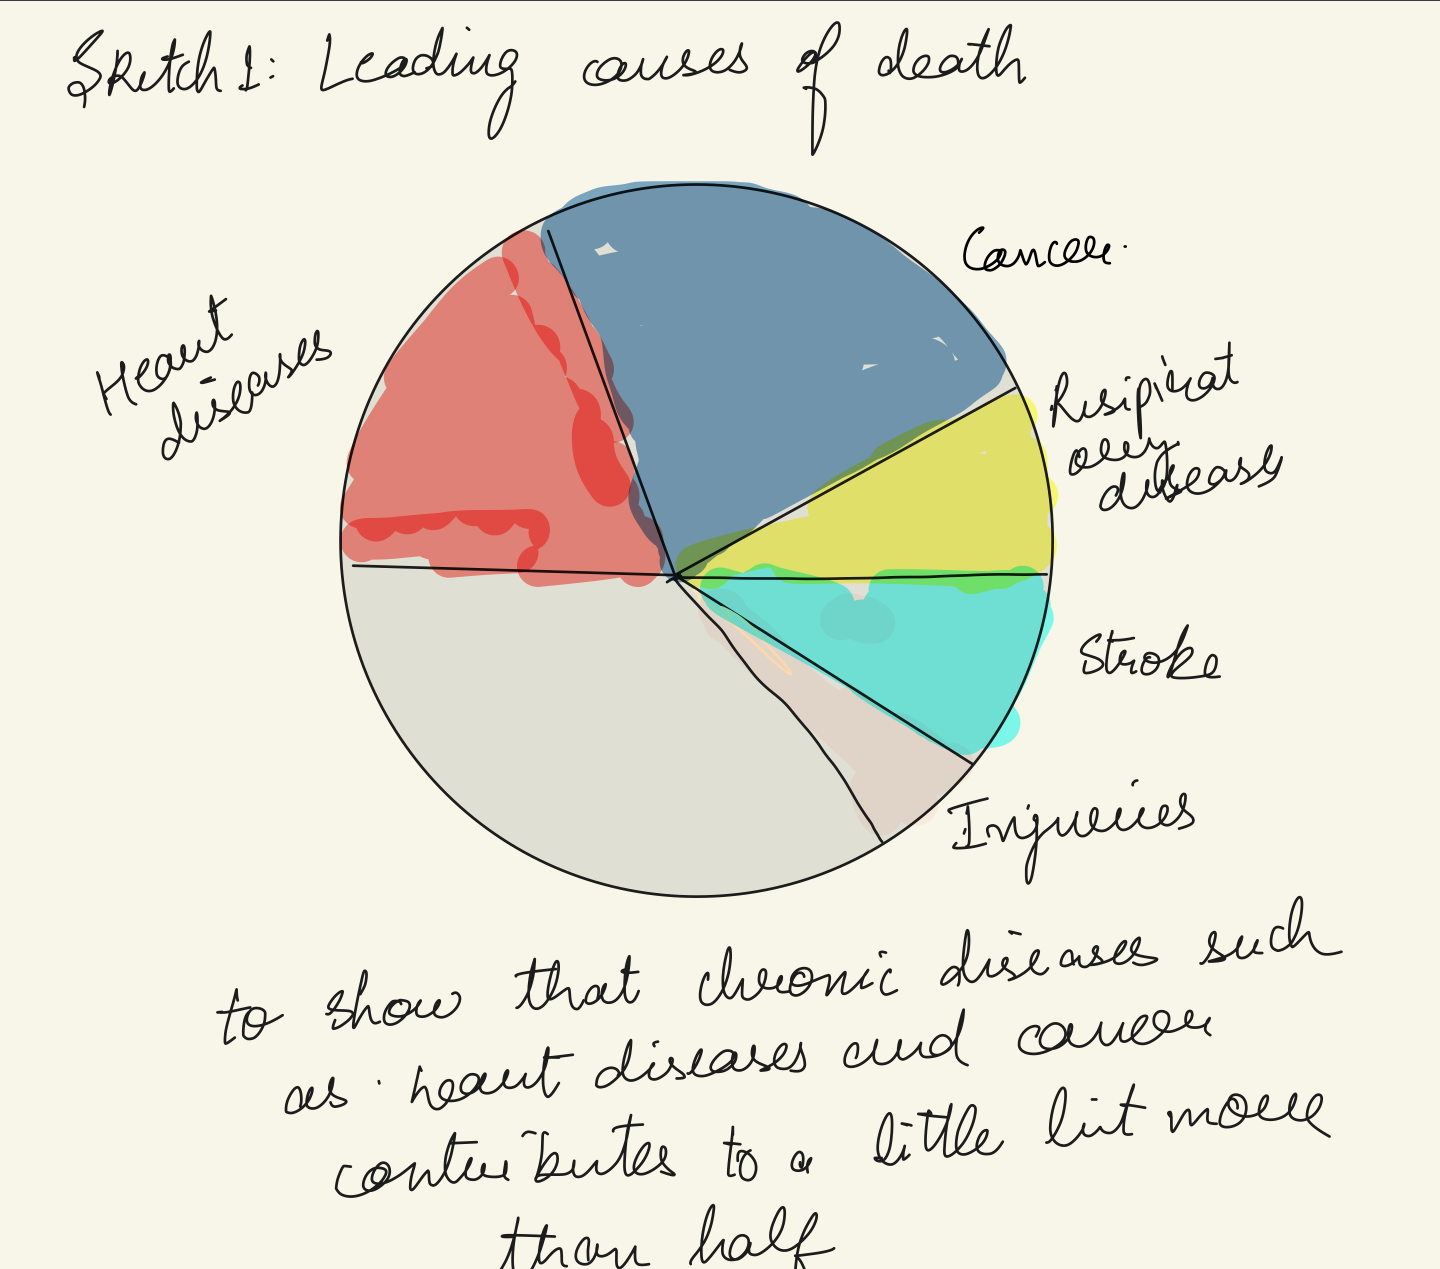 Sketch 1: Leading causes of death
Cancer.
Heart
diseases
Resipirat
ory
diseases
Stroke
Injuries
to show that chronic diseases such
as heart diseases and cancer
contributes to a little bit more
than half